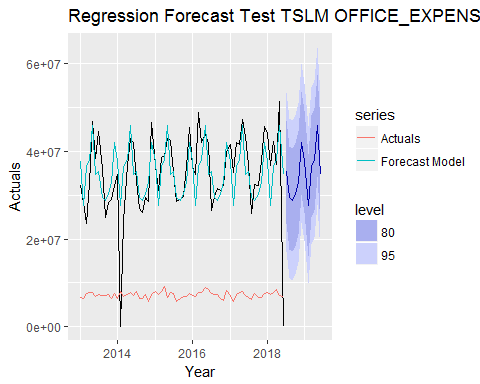 Regression Forecast Test TSLM OFFICE_EXPENS
6e+07
4e+07
2e+07
0e+00
Actuals
2014
2016
2018
Year
series
Actuals
Forecast Model
level
80
95